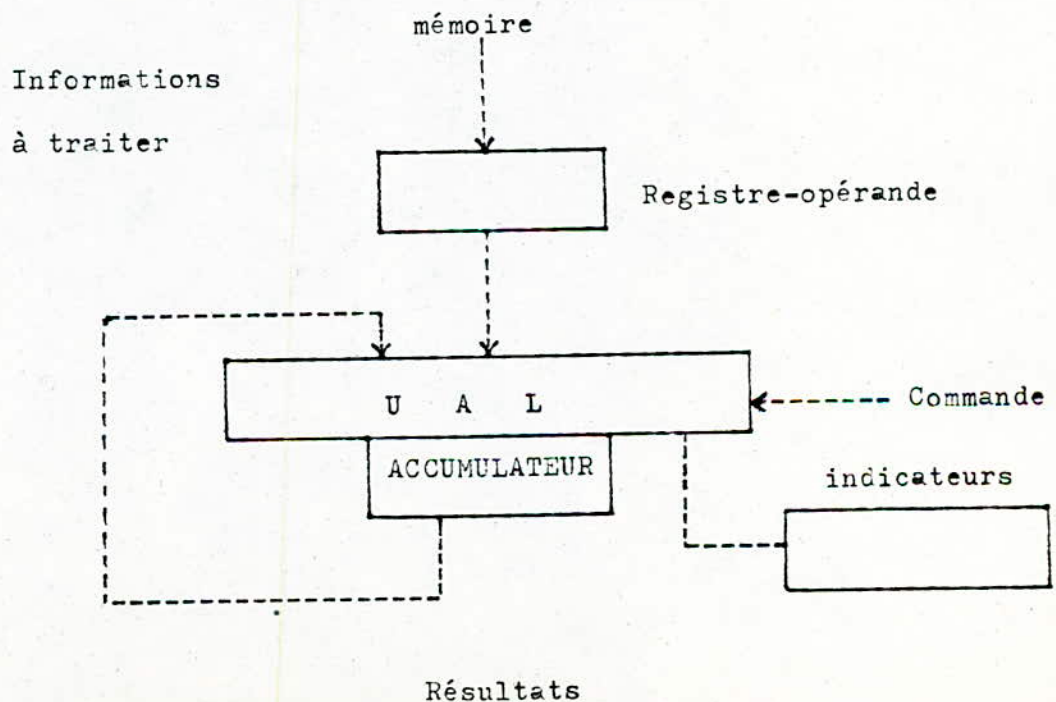 mémoire
Informations
à traiter
Registre-opérande
U A L
Commande
ACCUMULATEUR
indicateurs
Résultats